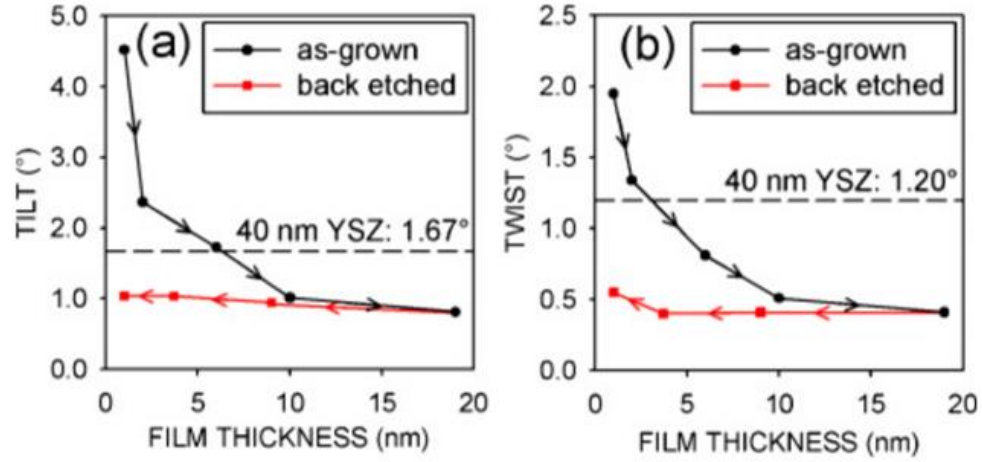 (a)
as-grown
back etched
40 nm YSZ: 1.67°
TILT (°)
5.0
4.0
3.0
2.0
1.0
0.0
0 5 10 15 20
FILM THICKNESS (nm)
(b)
as-grown
back etched
40 nm YSZ: 1.20°
TWIST (°)
2.5
2.0
1.5
1.0
0.5
0.0
0 5 10 15 20
FILM THICKNESS (nm)